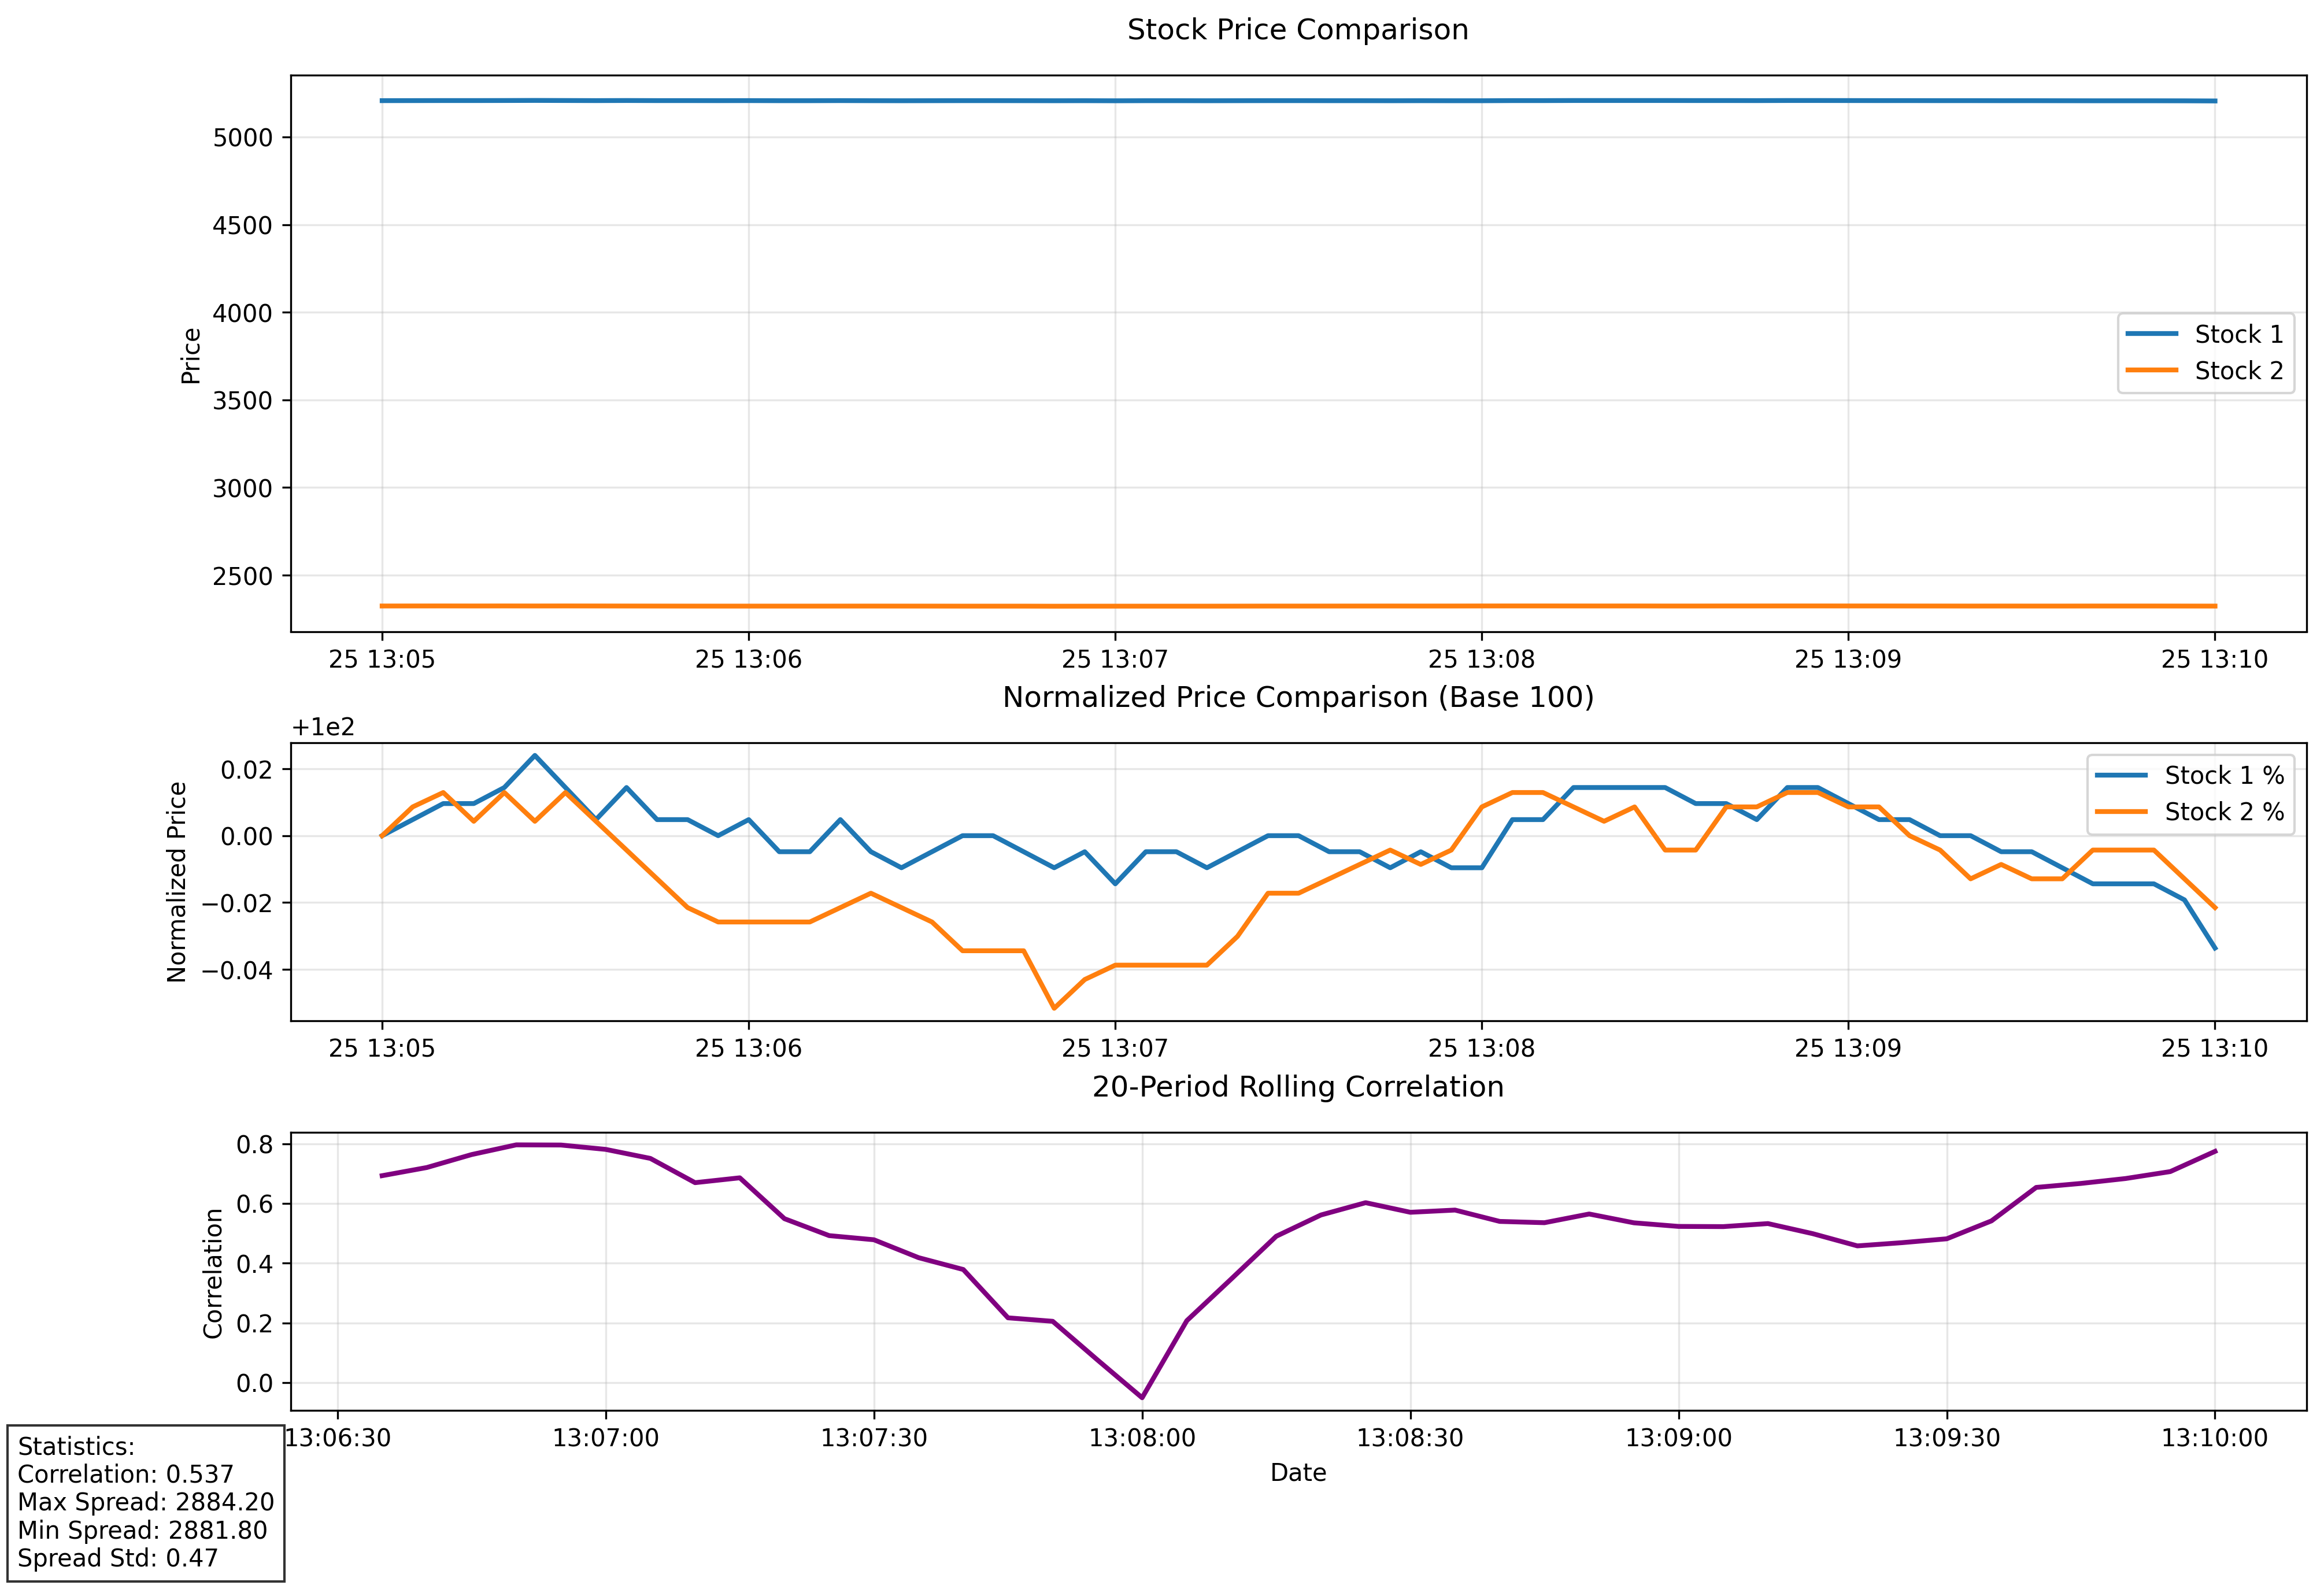 Stock Price Comparison
Price
5000
4500
4000
3500
3000
2500
Stock 1
Stock 2
25 13:05 25 13:06 25 13:07 25 13:08 25 13:09 25 13:10
Normalized Price Comparison (Base 100)
+1e2
Normalized Price
0.02
0.00
−0.02
−0.04
Stock 1 %
Stock 2 %
25 13:05 25 13:06 25 13:07 25 13:08 25 13:09 25 13:10
20-Period Rolling Correlation
Correlation
0.8
0.6
0.4
0.2
0.0
13:06:30 13:07:00 13:07:30 13:08:00 13:08:30 13:09:00 13:09:30 13:10:00
Date
Statistics:
Correlation: 0.537
Max Spread: 2884.20
Min Spread: 2881.80
Spread Std: 0.47